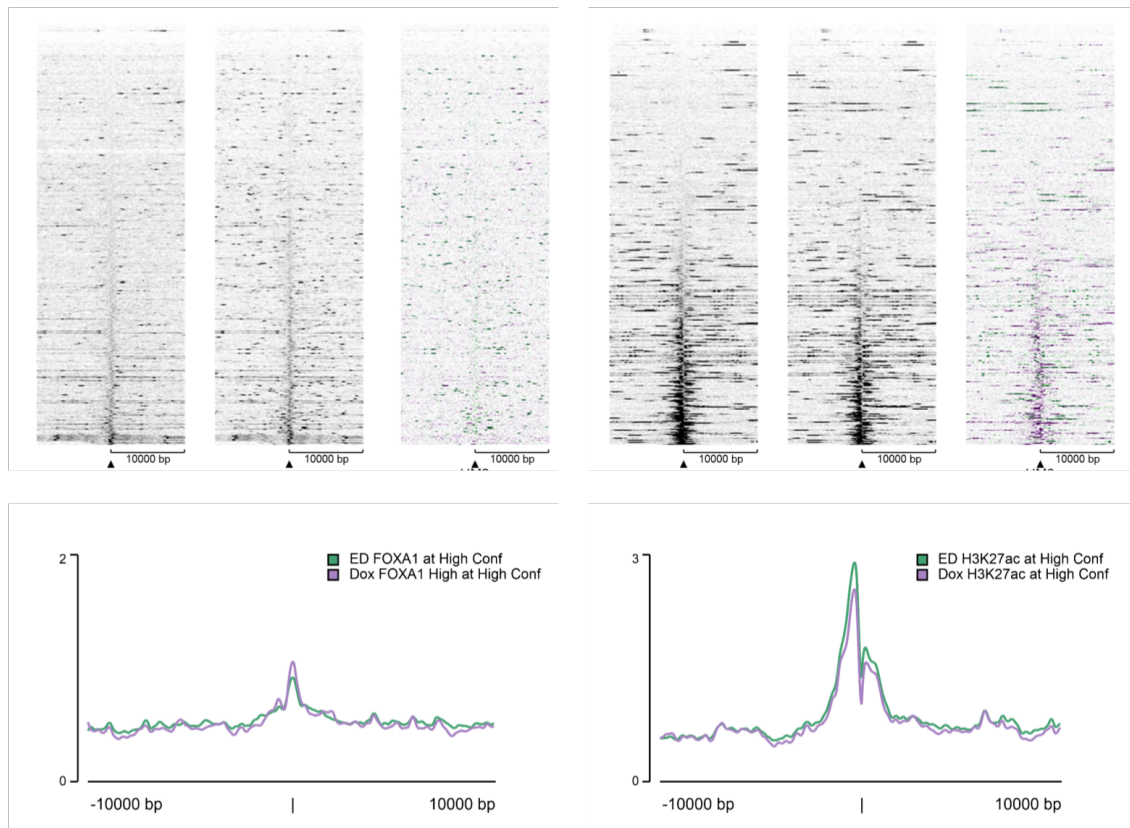 10000 bp 10000 bp 10000 bp 10000 bp 10000 bp 10000 bp
2
ED FOXA1 at High Conf
Dox FOXA1 High at High Conf
0
-10000 bp | 10000 bp
3
ED H3K27ac at High Conf
Dox H3K27ac at High Conf
0
-10000 bp | 10000 bp